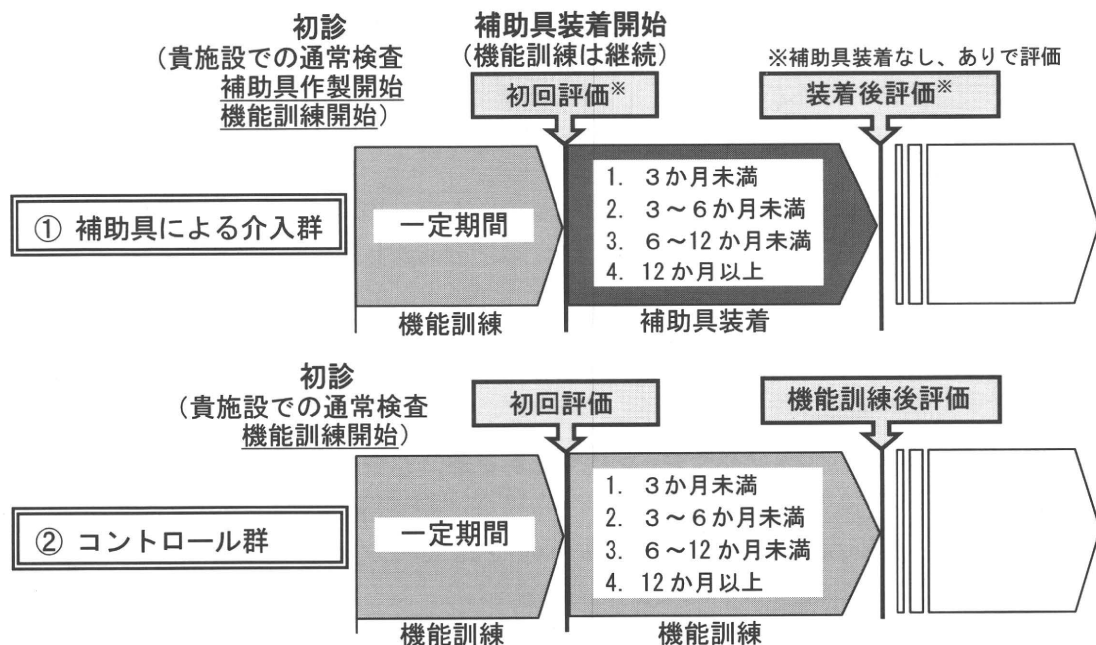 初診
(貴施設での通常検査
補助具作製開始
機能訓練開始)
補助具装着開始
(機能訓練は継続)
※補助具装着なし、ありで評価
初回評価※
装着後評価※
① 補助具による介入群
一定期間
1. 3か月未満
2. 3~6か月未満
3. 6~12か月未満
4. 12か月以上
機能訓練
補助具装着
初診
(貴施設での通常検査
機能訓練開始)
初回評価
機能訓練後評価
② コントロール群
一定期間
1. 3か月未満
2. 3~6か月未満
3. 6~12か月未満
4. 12か月以上
機能訓練
機能訓練